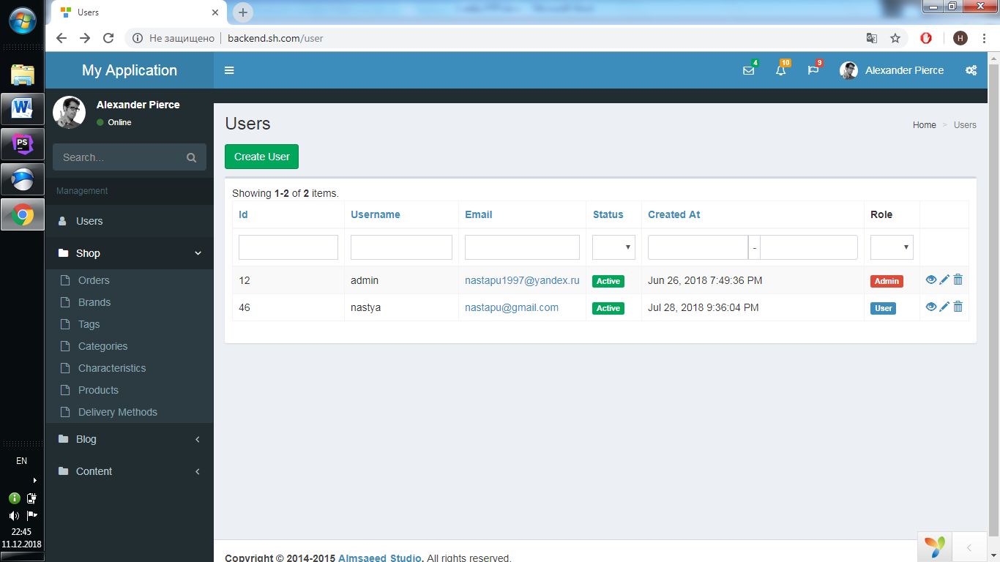 Users
Не защищено backend.sh.com/user
H
My Application
4
10
9
Alexander Pierce
Alexander Pierce
Online
Search...
Management
Users
Shop
Orders
Brands
Tags
Categories
Characteristics
Products
Delivery Methods
Blog
Content
Users
Home > Users
Create User
Showing 1-2 of 2 items.
Id Username Email Status Created At Role
-
12 admin nastapu1997@yandex.ru Active Jun 26, 2018 7:49:36 PM Admin
46 nastya nastapu@gmail.com Active Jul 28, 2018 9:36:04 PM User
Copyright © 2014-2015 Almsaeed Studio. All rights reserved.
W
PS
EN
22:45
11.12.2018